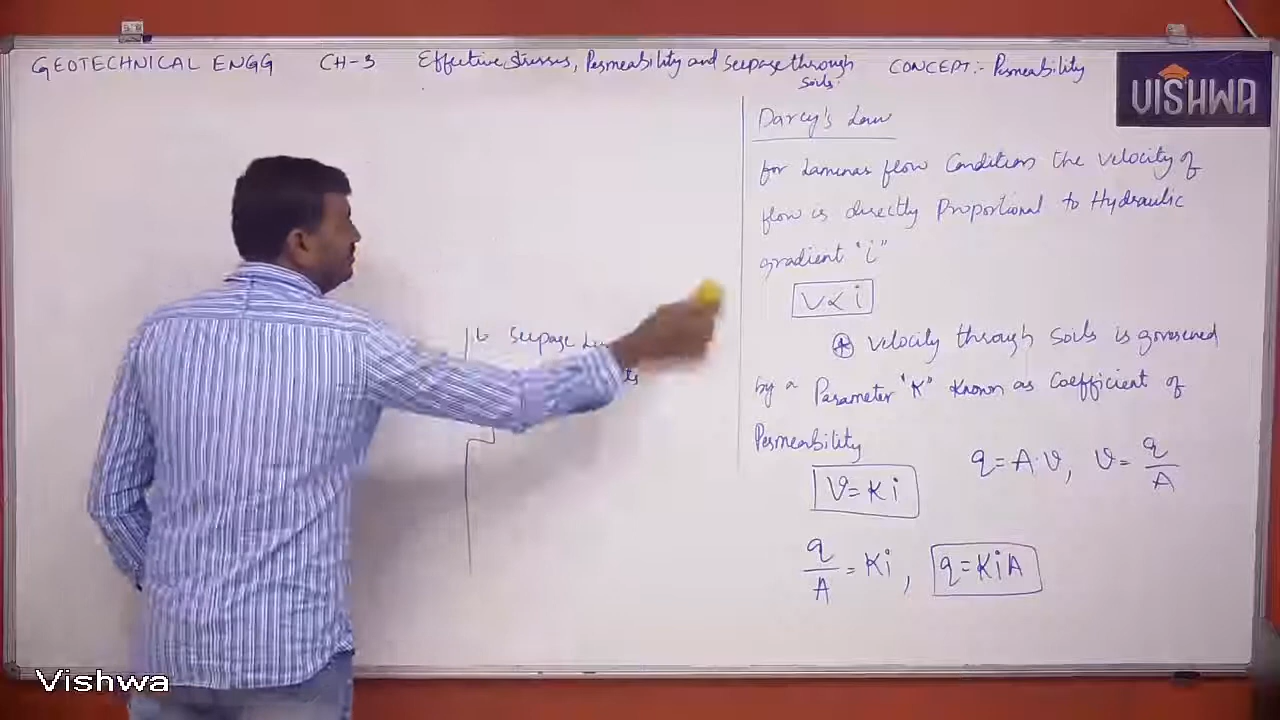 GEOTECHNICAL ENGG CH-3 Effective stresses, Permeability and seepage through soils. CONCEPT:- Permeability
VISHWA
Darcy's Law
for Laminar flow Conditions the velocity of
flow is directly Proportional to Hydraulic
gradient "i"
V∝i
Ⓐ velocity through soils is governed
by a Parameter "K" known as Coefficient of
Permeability
V=Ki
q=A.V, V=q/A
q/A=Ki, q=KiA
Seepage
Vishwa